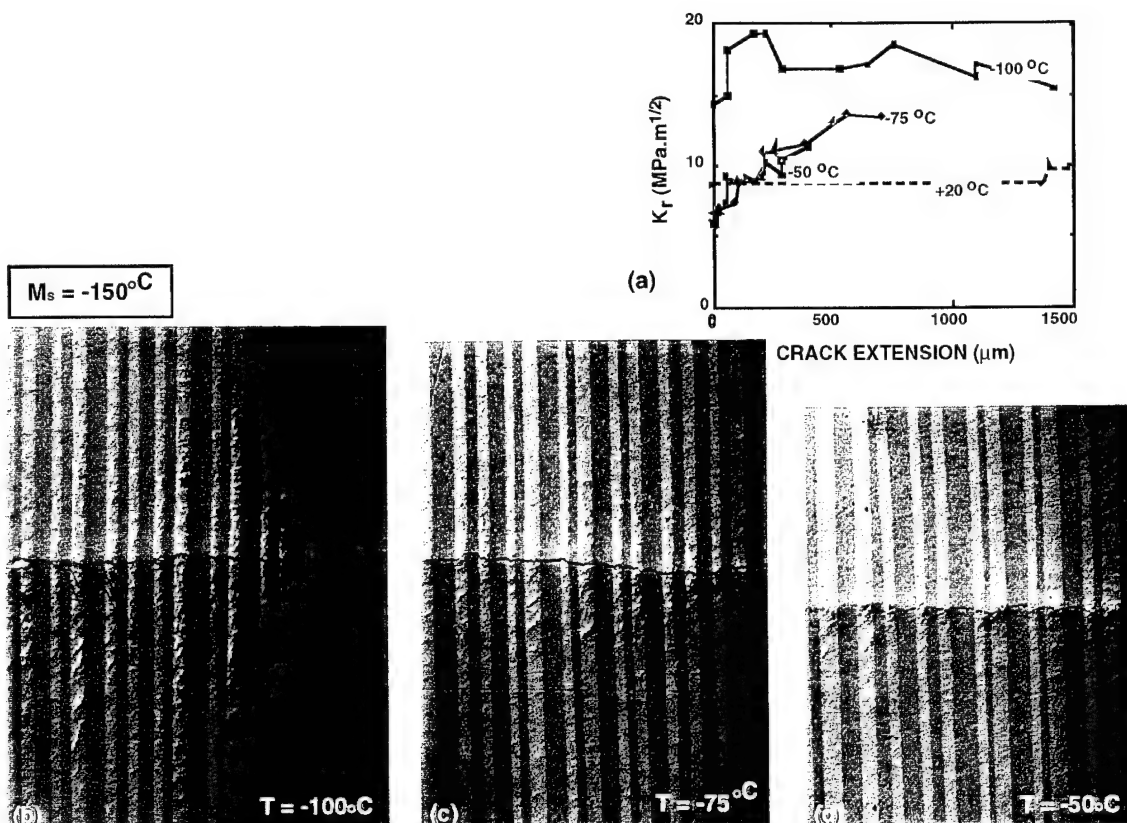 20
10
0
K_r (MPa.m^1/2)
-100 °C
-75 °C
-50 °C
+20 °C
(a)
0
500
1000
1500
CRACK EXTENSION (μm)
Ms = -150°C
(b)
T = -100°C
(c)
T = -75°C
(d)
T = -50°C